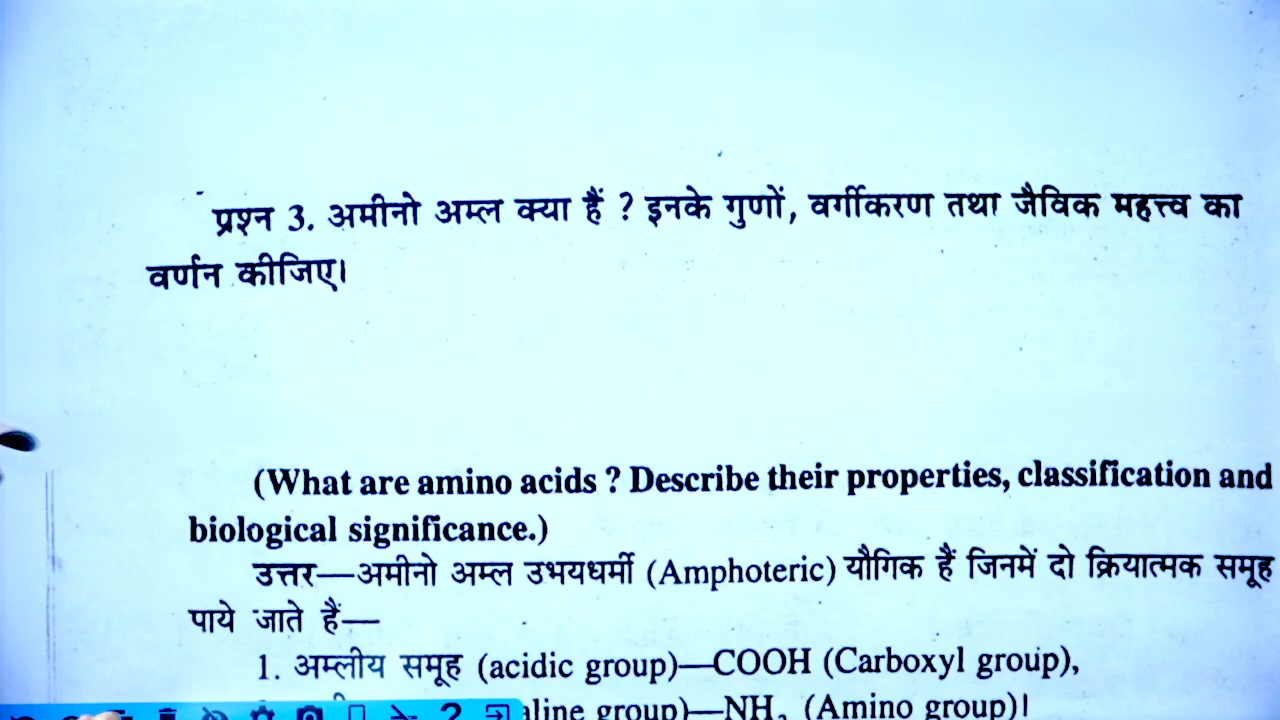 प्रश्न 3. अमीनो अम्ल क्या हैं ? इनके गुणों, वर्गीकरण तथा जैविक महत्त्व का
वर्णन कीजिए।
(What are amino acids ? Describe their properties, classification and
biological significance.)
उत्तर—अमीनो अम्ल उभयधर्मी (Amphoteric) यौगिक हैं जिनमें दो क्रियात्मक समूह
पाये जाते हैं—
1. अम्लीय समूह (acidic group)—COOH (Carboxyl group),
group)—NH₂ (Amino group)।